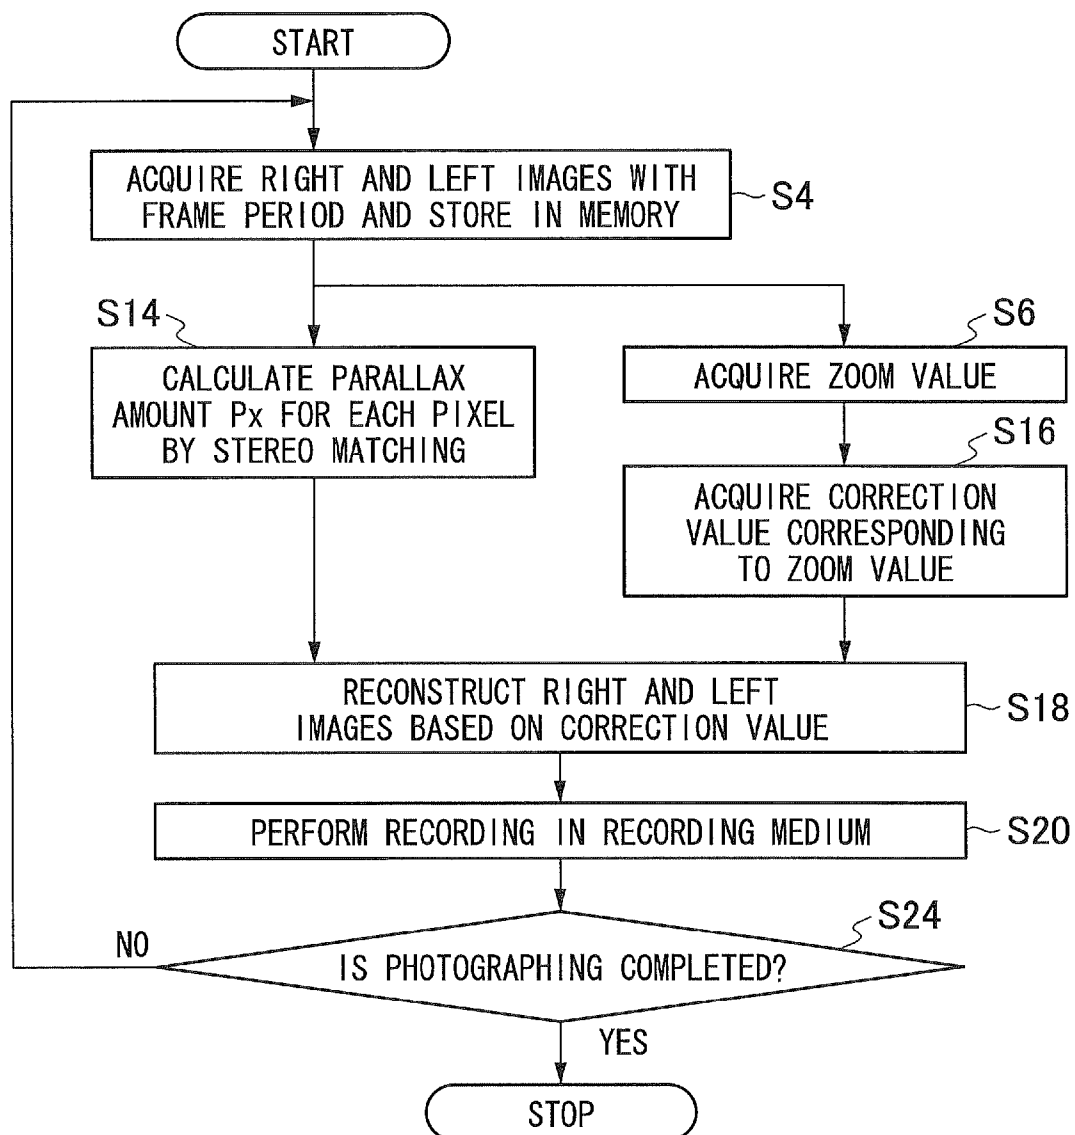 START
ACQUIRE RIGHT AND LEFT IMAGES WITH
FRAME PERIOD AND STORE IN MEMORY
S4
S14
CALCULATE PARALLAX
AMOUNT Px FOR EACH PIXEL
BY STEREO MATCHING
S6
ACQUIRE ZOOM VALUE
S16
ACQUIRE CORRECTION
VALUE CORRESPONDING
TO ZOOM VALUE
RECONSTRUCT RIGHT AND LEFT
IMAGES BASED ON CORRECTION VALUE
S18
PERFORM RECORDING IN RECORDING MEDIUM
S20
S24
NO
IS PHOTOGRAPHING COMPLETED?
YES
STOP